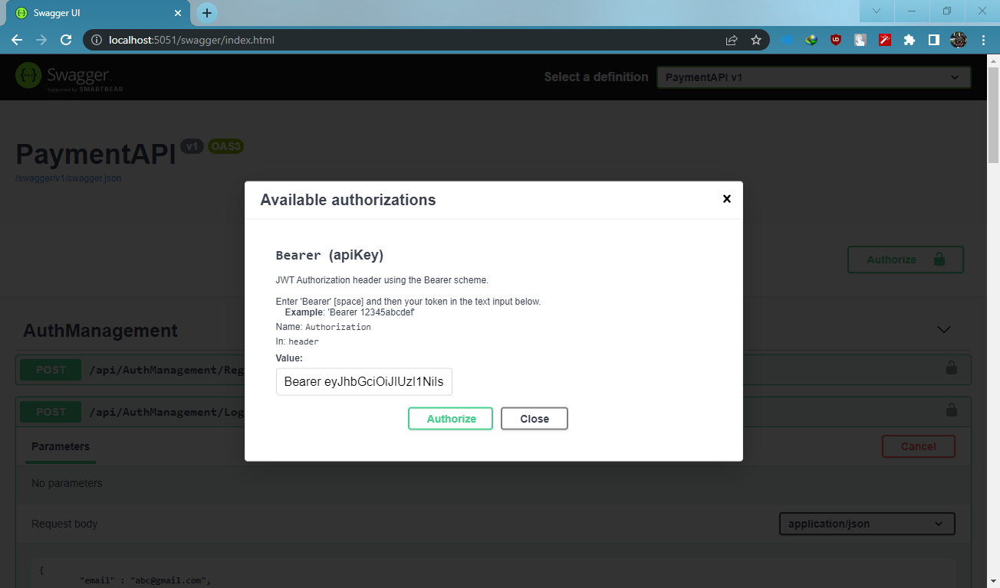 Swagger UI
localhost:5051/swagger/index.html
Swagger.
Supported by SMARTBEAR
Select a definition
PaymentAPI v1
PaymentAPI v1 OAS3
/swagger/v1/swagger.json
Available authorizations
Bearer (apiKey)
Authorize
JWT Authorization header using the Bearer scheme.
Enter 'Bearer' [space] and then your token in the text input below.
Example: 'Bearer 12345abcdef'
Name: Authorization
In: header
Value:
Bearer eyJhbGciOiJIUzI1NiIs
Authorize Close
AuthManagement
POST /api/AuthManagement/Reg
POST /api/AuthManagement/Log
Parameters
Cancel
No parameters
Request body
application/json
{
"email" : "abc@gmail.com",